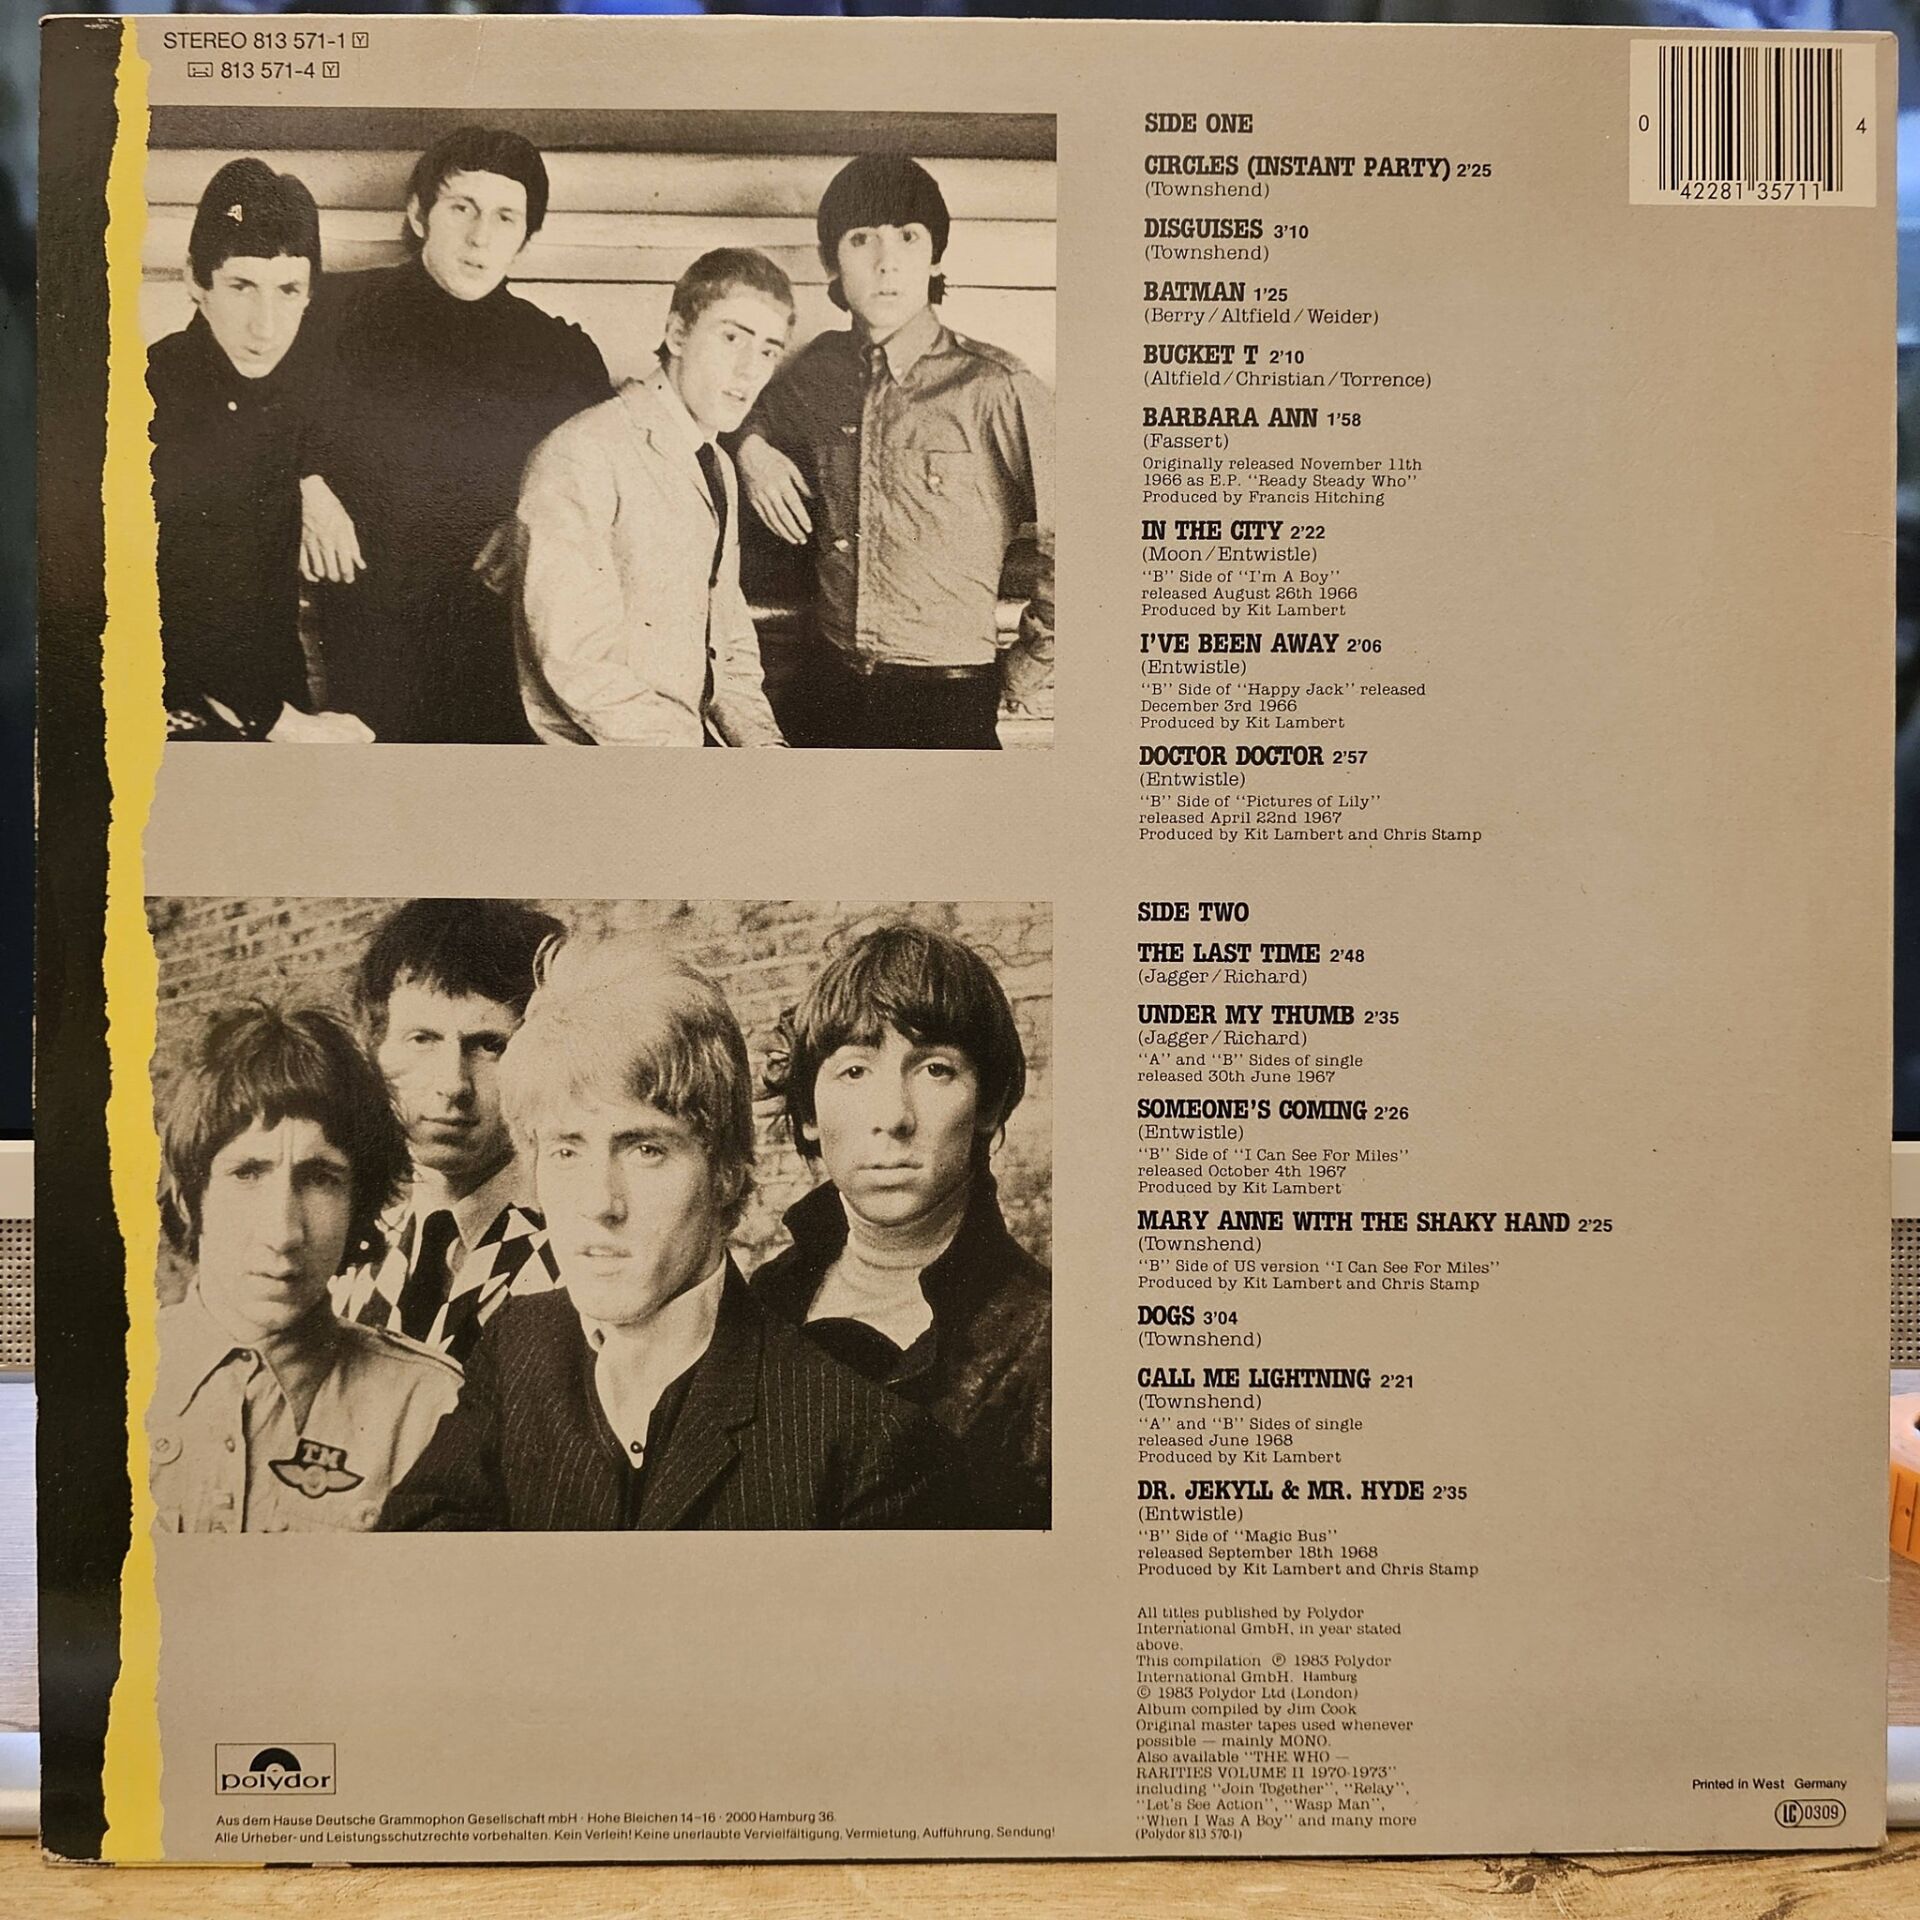 STEREO 813 571-1 Y
813 571-4 Y
SIDE ONE
CIRCLES (INSTANT PARTY) 2'25
(Townshend)
DISGUISES 3'10
(Townshend)
BATMAN 1'25
(Berry/Altfield/Weider)
BUCKET T 2'10
(Altfield/Christian/Torrence)
BARBARA ANN 1'58
(Fassert)
Originally released November 11th
1966 as E.P. "Ready Steady Who"
Produced by Francis Hitching
IN THE CITY 2'22
(Moon/Entwistle)
"B" Side of "I'm A Boy"
released August 26th 1966
Produced by Kit Lambert
I'VE BEEN AWAY 2'06
(Entwistle)
"B" Side of "Happy Jack" released
December 3rd 1966
Produced by Kit Lambert
DOCTOR DOCTOR 2'57
(Entwistle)
"B" Side of "Pictures of Lily"
released April 22nd 1967
Produced by Kit Lambert and Chris Stamp
0 42281 35711 4
SIDE TWO
THE LAST TIME 2'48
(Jagger/Richard)
UNDER MY THUMB 2'35
(Jagger/Richard)
"A" and "B" Sides of single
released 30th June 1967
SOMEONE'S COMING 2'26
(Entwistle)
"B" Side of "I Can See For Miles"
released October 4th 1967
Produced by Kit Lambert
MARY ANNE WITH THE SHAKY HAND 2'25
(Townshend)
"B" Side of US version "I Can See For Miles"
Produced by Kit Lambert and Chris Stamp
DOGS 3'04
(Townshend)
CALL ME LIGHTNING 2'21
(Townshend)
"A" and "B" Sides of single
released June 1968
Produced by Kit Lambert
DR. JEKYLL & MR. HYDE 2'35
(Entwistle)
"B" Side of "Magic Bus"
released September 18th 1968
Produced by Kit Lambert and Chris Stamp
All titles published by Polydor
International GmbH, in year stated
above.
This compilation ℗ 1983 Polydor
International GmbH. Hamburg
© 1983 Polydor Ltd (London)
Album compiled by Jim Cook
Original master tapes used whenever
possible — mainly MONO.
Also available "THE WHO —
RARITIES VOLUME II 1970-1973"
including "Join Together", "Relay",
"Let's See Action", "Wasp Man",
"When I Was A Boy" and many more
(Polydor 813 570-1)
TM
polydor
Aus dem Hause Deutsche Grammophon Gesellschaft mbH · Hohe Bleichen 14-16 · 2000 Hamburg 36.
Alle Urheber- und Leistungsschutzrechte vorbehalten. Kein Verleih! Keine unerlaubte Vervielfältigung, Vermietung, Aufführung, Sendung!
Printed in West Germany
LC 0309